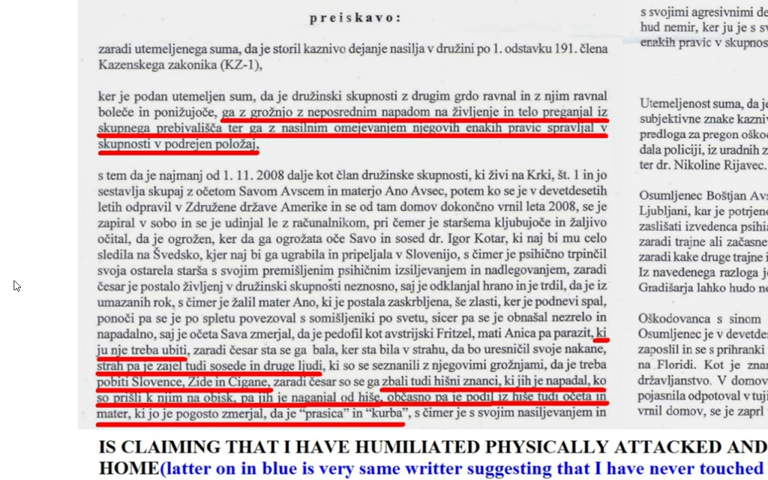 p r e i s k a v o :
zaradi utemeljenega suma, da je storil kaznivo dejanje nasilja v družini po 1. odstavku 191. člena
Kazenskega zakonika (KZ-1),
ker je podan utemeljen sum, da je družinski skupnosti z drugim grdo ravnal in z njim ravnal
boleče in ponižujoče, ga z grožnjo z neposrednim napadom na življenje in telo preganjal iz
skupnega prebivališča ter ga z nasilnim omejevanjem njegovih enakih pravic spravljal v
skupnosti v podrejen položaj,
s tem da je najmanj od 1. 11. 2008 dalje kot član družinske skupnosti, ki živi na Krki, št. 1 in jo
sestavlja skupaj z očetom Savom Avscem in materjo Ano Avsec, potem ko se je v devetdesetih
letih odpravil v Združene države Amerike in se od tam domov dokončno vrnil leta 2008, se je
zapiral v sobo in se je udinjal le z računalnikom, pri čemer je staršema kljubujoče in žaljivo
očital, da je ogrožen, ker da ga ogrožata oče Savo in sosed dr. Igor Kotar, ki naj bi mu celo
sledila na Švedsko, kjer naj bi ga ugrabila in pripeljala v Slovenijo, s čimer je psihično trpinčil
svoja ostarela starša s svojim premišljenim psihičnim izsiljevanjem in nadlegovanjem, zaradi
česar je postalo življenj v družinski skupnosti neznosno, saj je odklanjal hrano in je trdil, da je iz
umazanih rok, s čimer je žalil mater Ano, ki je postala zaskrbljena, še zlasti, ker je podnevi spal,
ponoči pa se je po spletu povezoval s somišljeniki po svetu, sicer pa se je obnašal nezrelo in
napadalno, saj je očeta Sava zmerjal, da je pedofil kot avstrijski Fritzel, mati Anica pa parazit, ki
ju nje treba ubiti, zaradi česar sta se ga bala, ker sta bila v strahu, da bo uresničil svoje nakane,
strah pa je zajel tudi sosede in druge ljudi, ki so se seznanili z njegovimi grožnjami, da je treba
pobiti Slovence, Žide in Cigane, zaradi česar so se ga zbali tudi hišni znanci, ki jih je napadal, ko
so prišli k njim na obisk, pa jih je naganjal od hiše, občasno pa je podil iz hiše tudi očeta in
mater, ki jo je pogosto zmerjal, da je "prasica" in "kurba", s čimer je s svojim nasiljevanjem in
s svojimi agresivnimi de
hud nemir, ker ju je s sv
enakih pravic v skupnos
Utemeljenost suma, da je
subjektivne znake kazniv
predloga za pregon oško
dala policiji, iz uradnih z
ter dr. Nikoline Rijavec.
Osumljenec Boštjan Avs
Ljubljani, kar je potrjeno
zaslišati izvedenca psihia
zaradi trajne ali začasne
zaradi kake druge trajne i
Iz navedenega razloga je
Gradišarja lahko hudo ne
Oškodovanca s sinom
Osumljenec je v devetdes
zaposlil in se s prihranki
na Floridi. Kot je znan
državljanstvo. V domov
pojasnila odpotoval v tuji
vrnil domov, se je zaprl
IS CLAIMING THAT I HAVE HUMILIATED PHYSICALLY ATTACKED AND
HOME(latter on in blue is very same writter suggesting that I have never touched